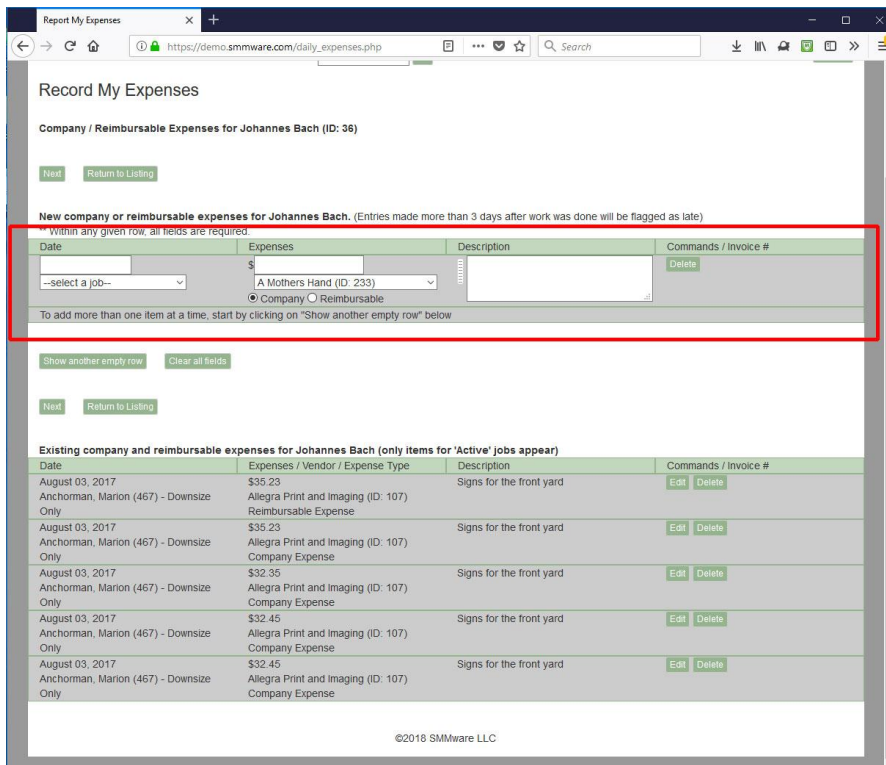 Report My Expenses
https://demo.smmware.com/daily_expenses.php
Search
Record My Expenses
Company / Reimbursable Expenses for Johannes Bach (ID: 36)
Next Return to Listing
New company or reimbursable expenses for Johannes Bach. (Entries made more than 3 days after work was done will be flagged as late)
** Within any given row, all fields are required.
Date Expenses Description Commands / Invoice #
$ Delete
--select a job-- A Mothers Hand (ID: 233)
Company Reimbursable
To add more than one item at a time, start by clicking on "Show another empty row" below
Show another empty row Clear all fields
Next Return to Listing
Existing company and reimbursable expenses for Johannes Bach (only items for 'Active' jobs appear)
Date Expenses / Vendor / Expense Type Description Commands / Invoice #
August 03, 2017 $35.23 Signs for the front yard Edit Delete
Anchorman, Marion (467) - Downsize Allegra Print and Imaging (ID: 107)
Only Reimbursable Expense
August 03, 2017 $35.23 Signs for the front yard Edit Delete
Anchorman, Marion (467) - Downsize Allegra Print and Imaging (ID: 107)
Only Company Expense
August 03, 2017 $32.35 Signs for the front yard Edit Delete
Anchorman, Marion (467) - Downsize Allegra Print and Imaging (ID: 107)
Only Company Expense
August 03, 2017 $32.45 Signs for the front yard Edit Delete
Anchorman, Marion (467) - Downsize Allegra Print and Imaging (ID: 107)
Only Company Expense
August 03, 2017 $32.45 Signs for the front yard Edit Delete
Anchorman, Marion (467) - Downsize Allegra Print and Imaging (ID: 107)
Only Company Expense
©2018 SMMware LLC